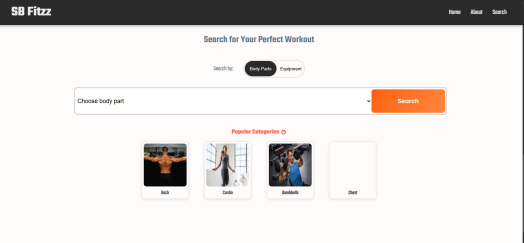 SB Fitzz
Home About Search
Search for Your Perfect Workout
Search by: Body Parts Equipment
Choose body part Search
Popular Categories
Back Cardio Dumbbells Chest